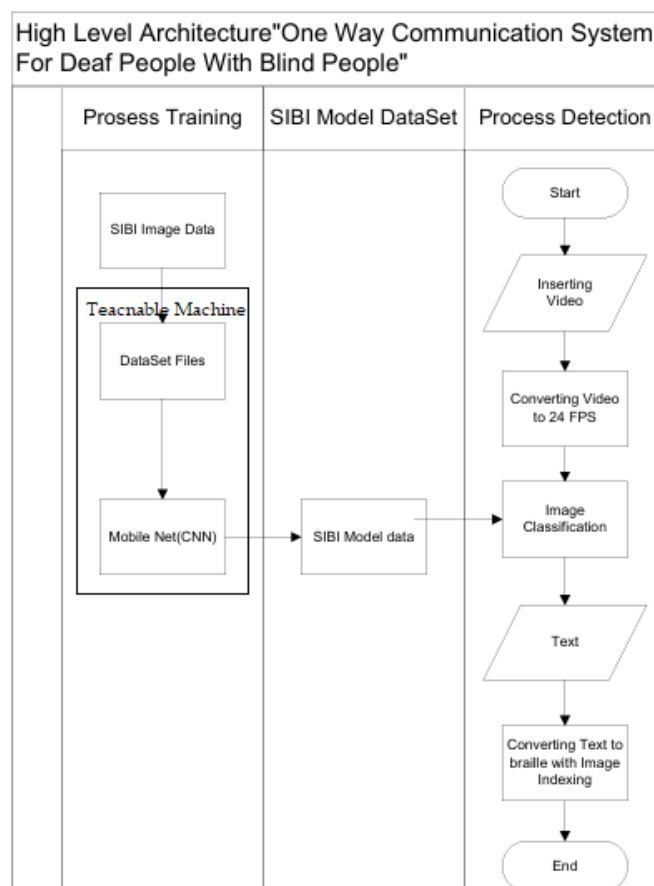 High Level Architecture"One Way Communication System
For Deaf People With Blind People"
Prosess Training
SIBI Model DataSet
Process Detection
SIBI Image Data
Teacnable Machine
DataSet Files
Mobile Net(CNN)
SIBI Model data
Start
Inserting
Video
Converting Video
to 24 FPS
Image
Classification
Text
Converting Text to
braille with Image
Indexing
End